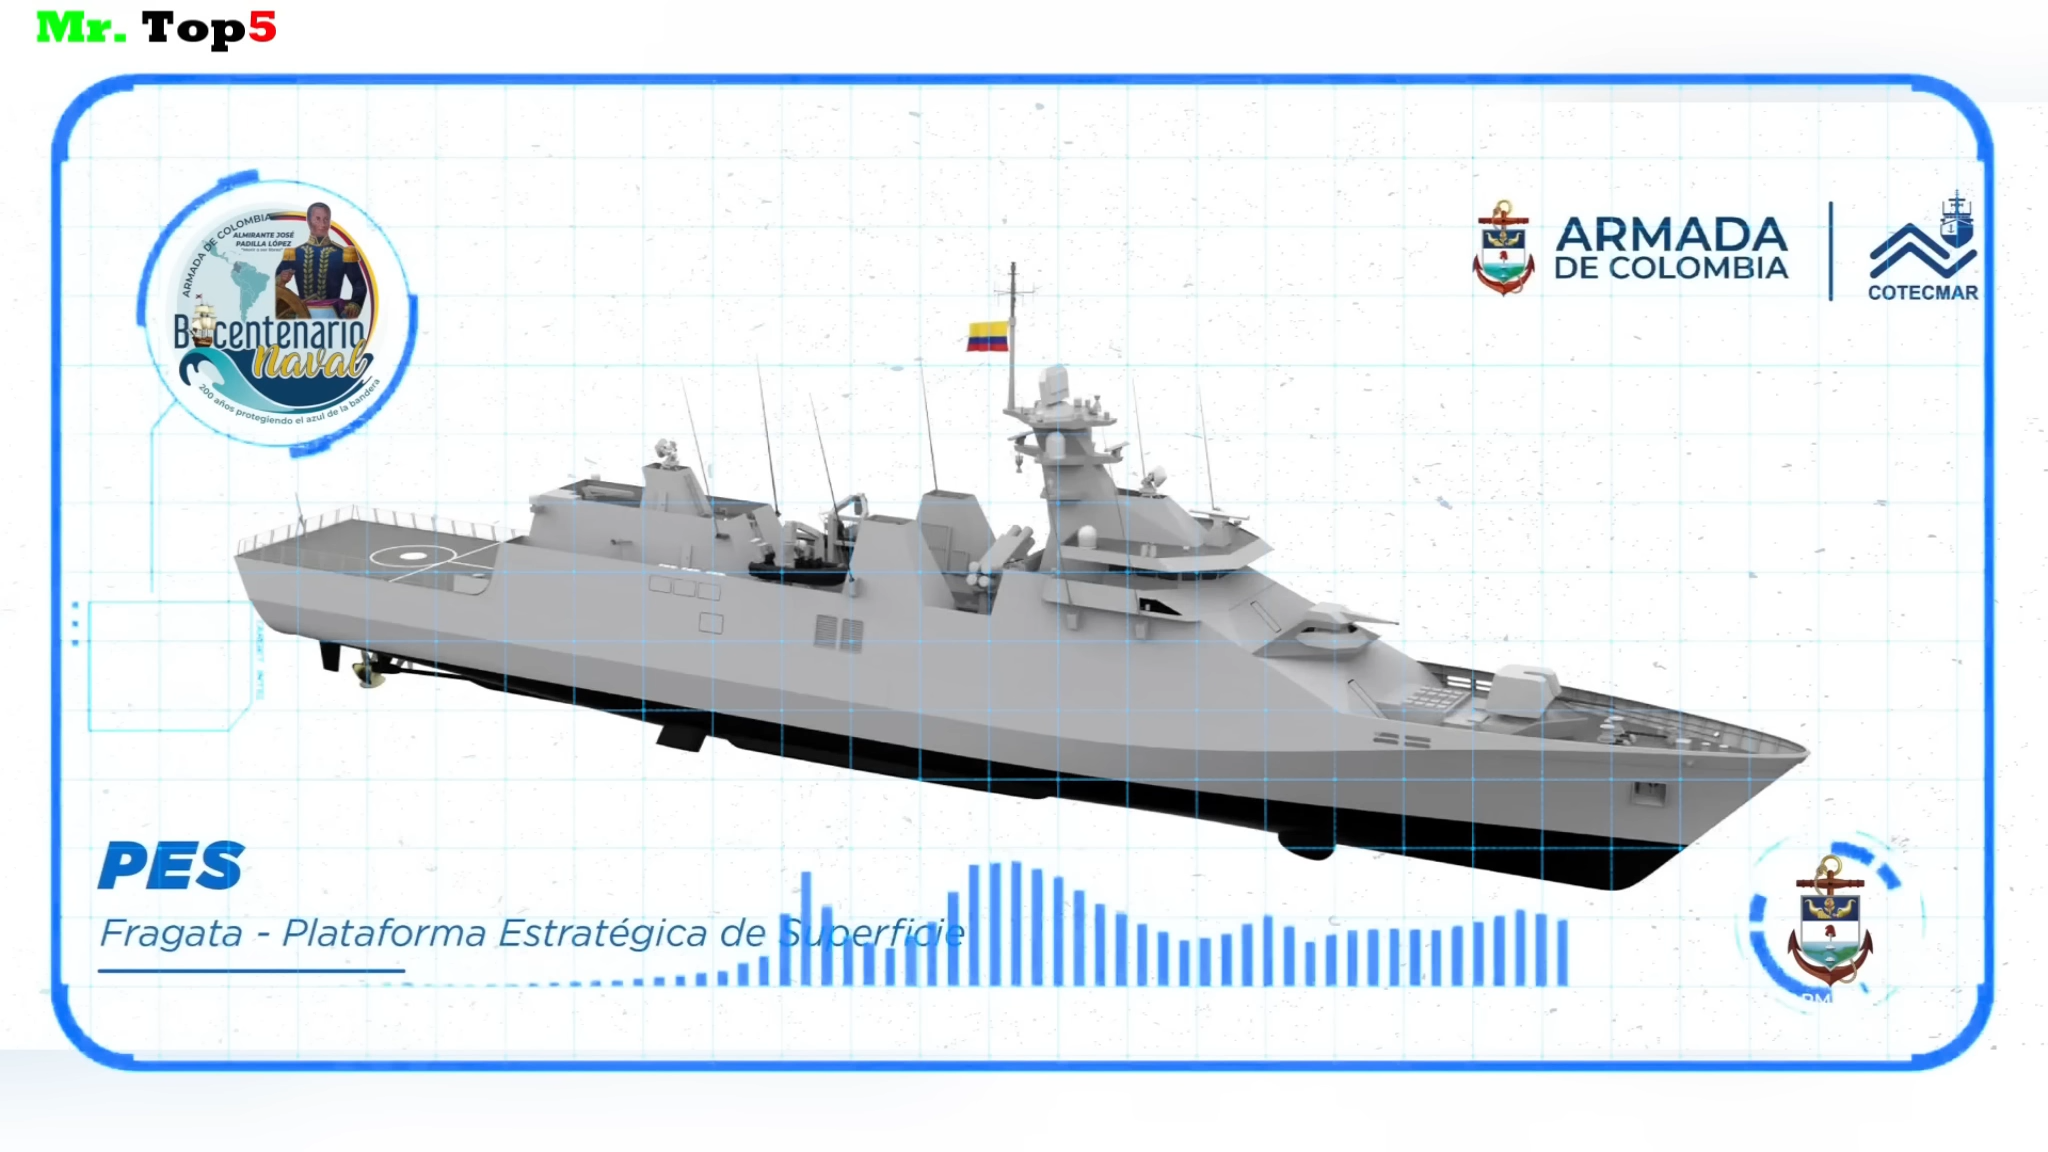 Mr. Top5
ARMADA DE COLOMBIA
ALMIRANTE JOSÉ
PADILLA LÓPEZ
Bicentenario
Naval
200 años protegiendo el azul de la bandera
ARMADA
DE COLOMBIA
COTECMAR
PES
Fragata - Plataforma Estratégica de Superficie